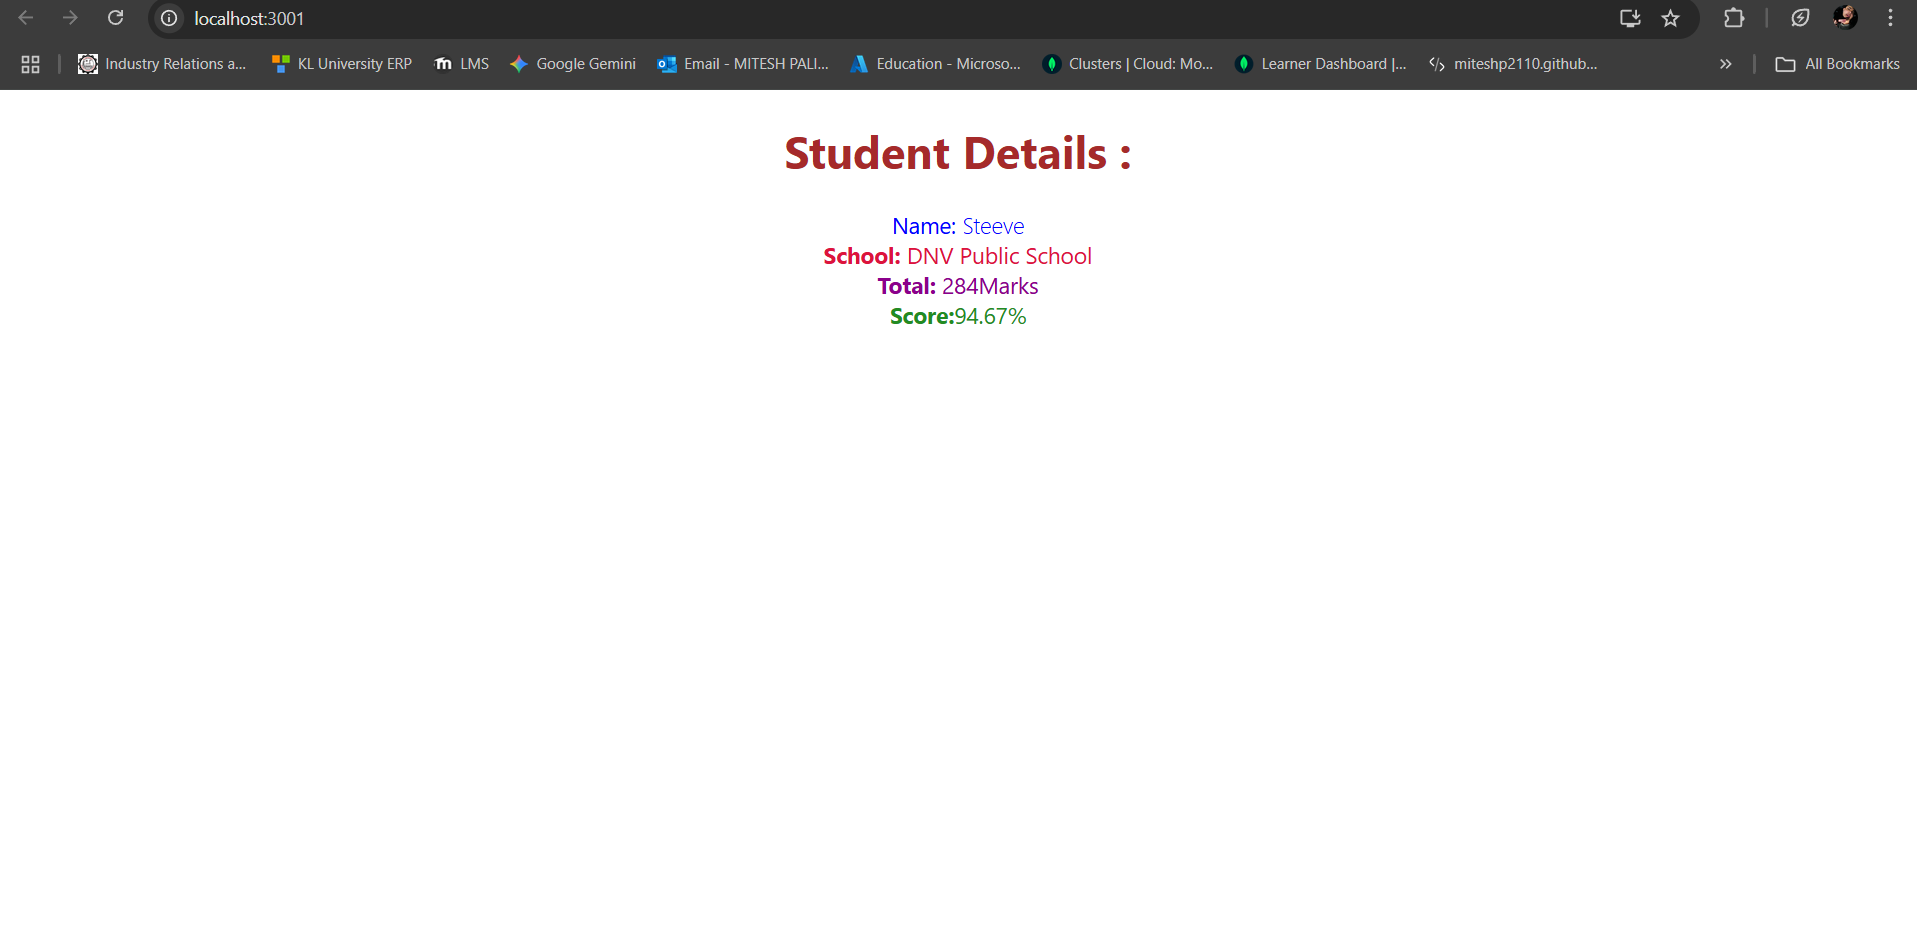 localhost:3001
Industry Relations a...
KL University ERP
LMS
Google Gemini
Email - MITESH PALI...
Education - Microso...
Clusters | Cloud: Mo...
Learner Dashboard |...
miteshp2110.github...
All Bookmarks
Student Details :
Name: Steeve
School: DNV Public School
Total: 284Marks
Score:94.67%